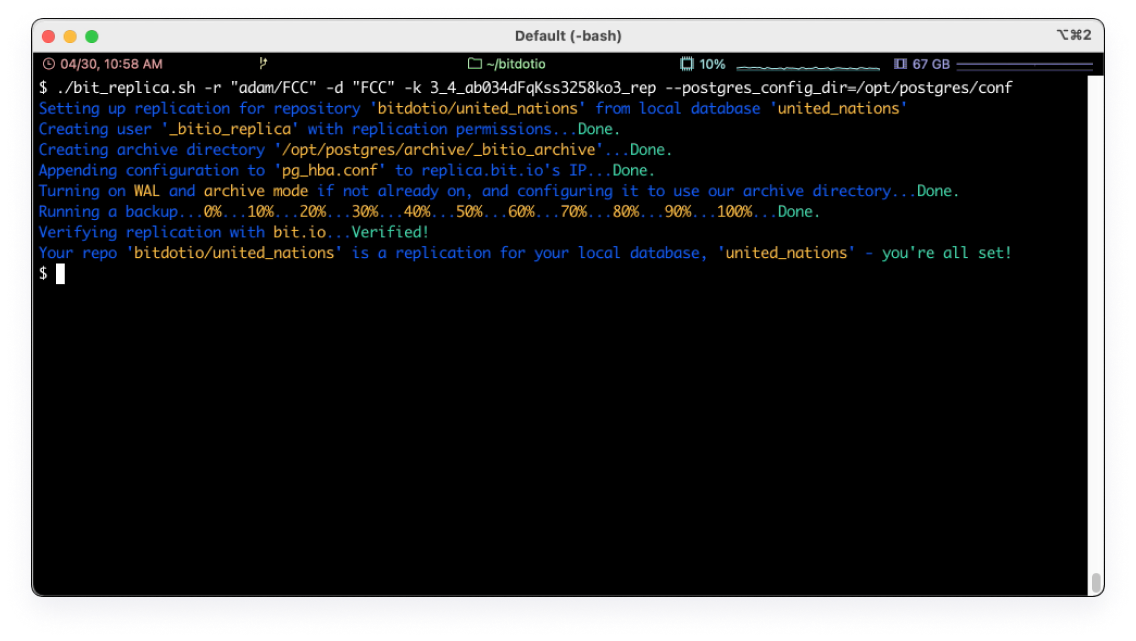 Default (-bash)
⌥⌘2
04/30, 10:58 AM
~/bitdotio
10%
67 GB
$ ./bit_replica.sh -r "adam/FCC" -d "FCC" -k 3_4_ab034dFqKss3258ko3_rep --postgres_config_dir=/opt/postgres/conf
Setting up replication for repository 'bitdotio/united_nations' from local database 'united_nations'
Creating user '_bitio_replica' with replication permissions...Done.
Creating archive directory '/opt/postgres/archive/_bitio_archive'...Done.
Appending configuration to 'pg_hba.conf' to replica.bit.io's IP...Done.
Turning on WAL and archive mode if not already on, and configuring it to use our archive directory...Done.
Running a backup...0%...10%...20%...30%...40%...50%...60%...70%...80%...90%...100%...Done.
Verifying replication with bit.io...Verified!
Your repo 'bitdotio/united_nations' is a replication for your local database, 'united_nations' - you're all set!
$